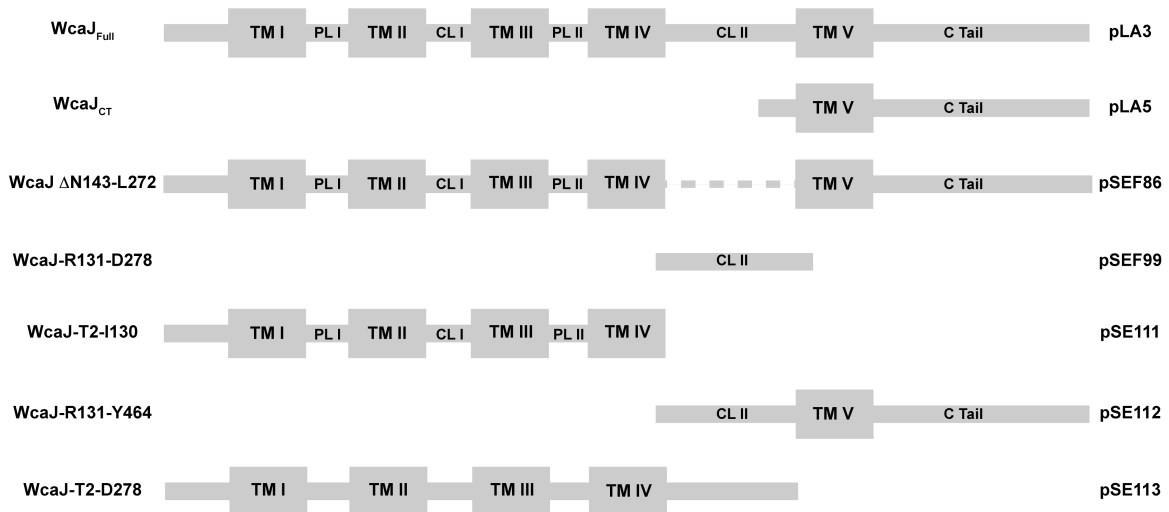 WcaJFull TM I PL I TM II CL I TM III PL II TM IV CL II TM V C Tail pLA3
WcaJCT TM V C Tail pLA5
WcaJ ΔN143-L272 TM I PL I TM II CL I TM III PL II TM IV TM V C Tail pSEF86
WcaJ-R131-D278 CL II pSEF99
WcaJ-T2-I130 TM I PL I TM II CL I TM III PL II TM IV pSE111
WcaJ-R131-Y464 CL II TM V C Tail pSE112
WcaJ-T2-D278 TM I TM II TM III TM IV pSE113